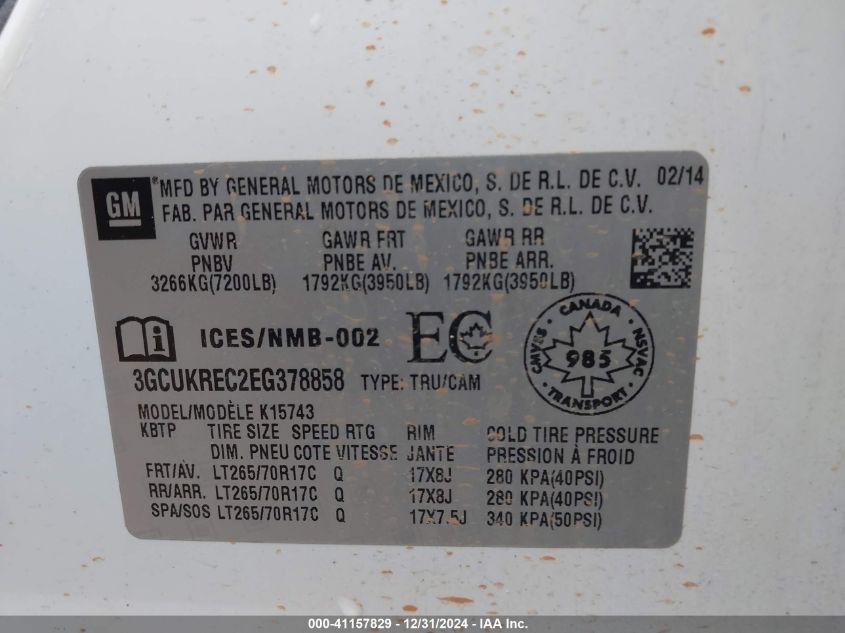 GM
*MFD BY GENERAL MOTORS DE MEXICO, S. DE R.L. DE C.V. 02/14
FAB. PAR GENERAL MOTORS DE MEXICO, S. DE R.L. DE C.V.
GVWR GAWR FRT GAWR RR
PNBV PNBE AV. PNBE ARR.
3266KG(7200LB) 1792KG(3950LB) 1792KG(3950LB)
i ICES/NMB-002 EC
CANADA
CMVSS 985 NSVAC
TRANSPORT
3GCUKREC2EG378858 TYPE: TRU/CAM
MODEL/MODÈLE K15743
KBTP TIRE SIZE SPEED RTG RIM COLD TIRE PRESSURE
DIM. PNEU COTE VITESSE JANTE PRESSION À FROID
FRT/AV. LT265/70R17C Q 17X8J 280 KPA(40PSI)
RR/ARR. LT265/70R17C Q 17X8J 280 KPA(40PSI)
SPA/SOS LT265/70R17C Q 17X7.5J 340 KPA(50PSI)
000-41157829 - 12/31/2024 - IAA Inc.